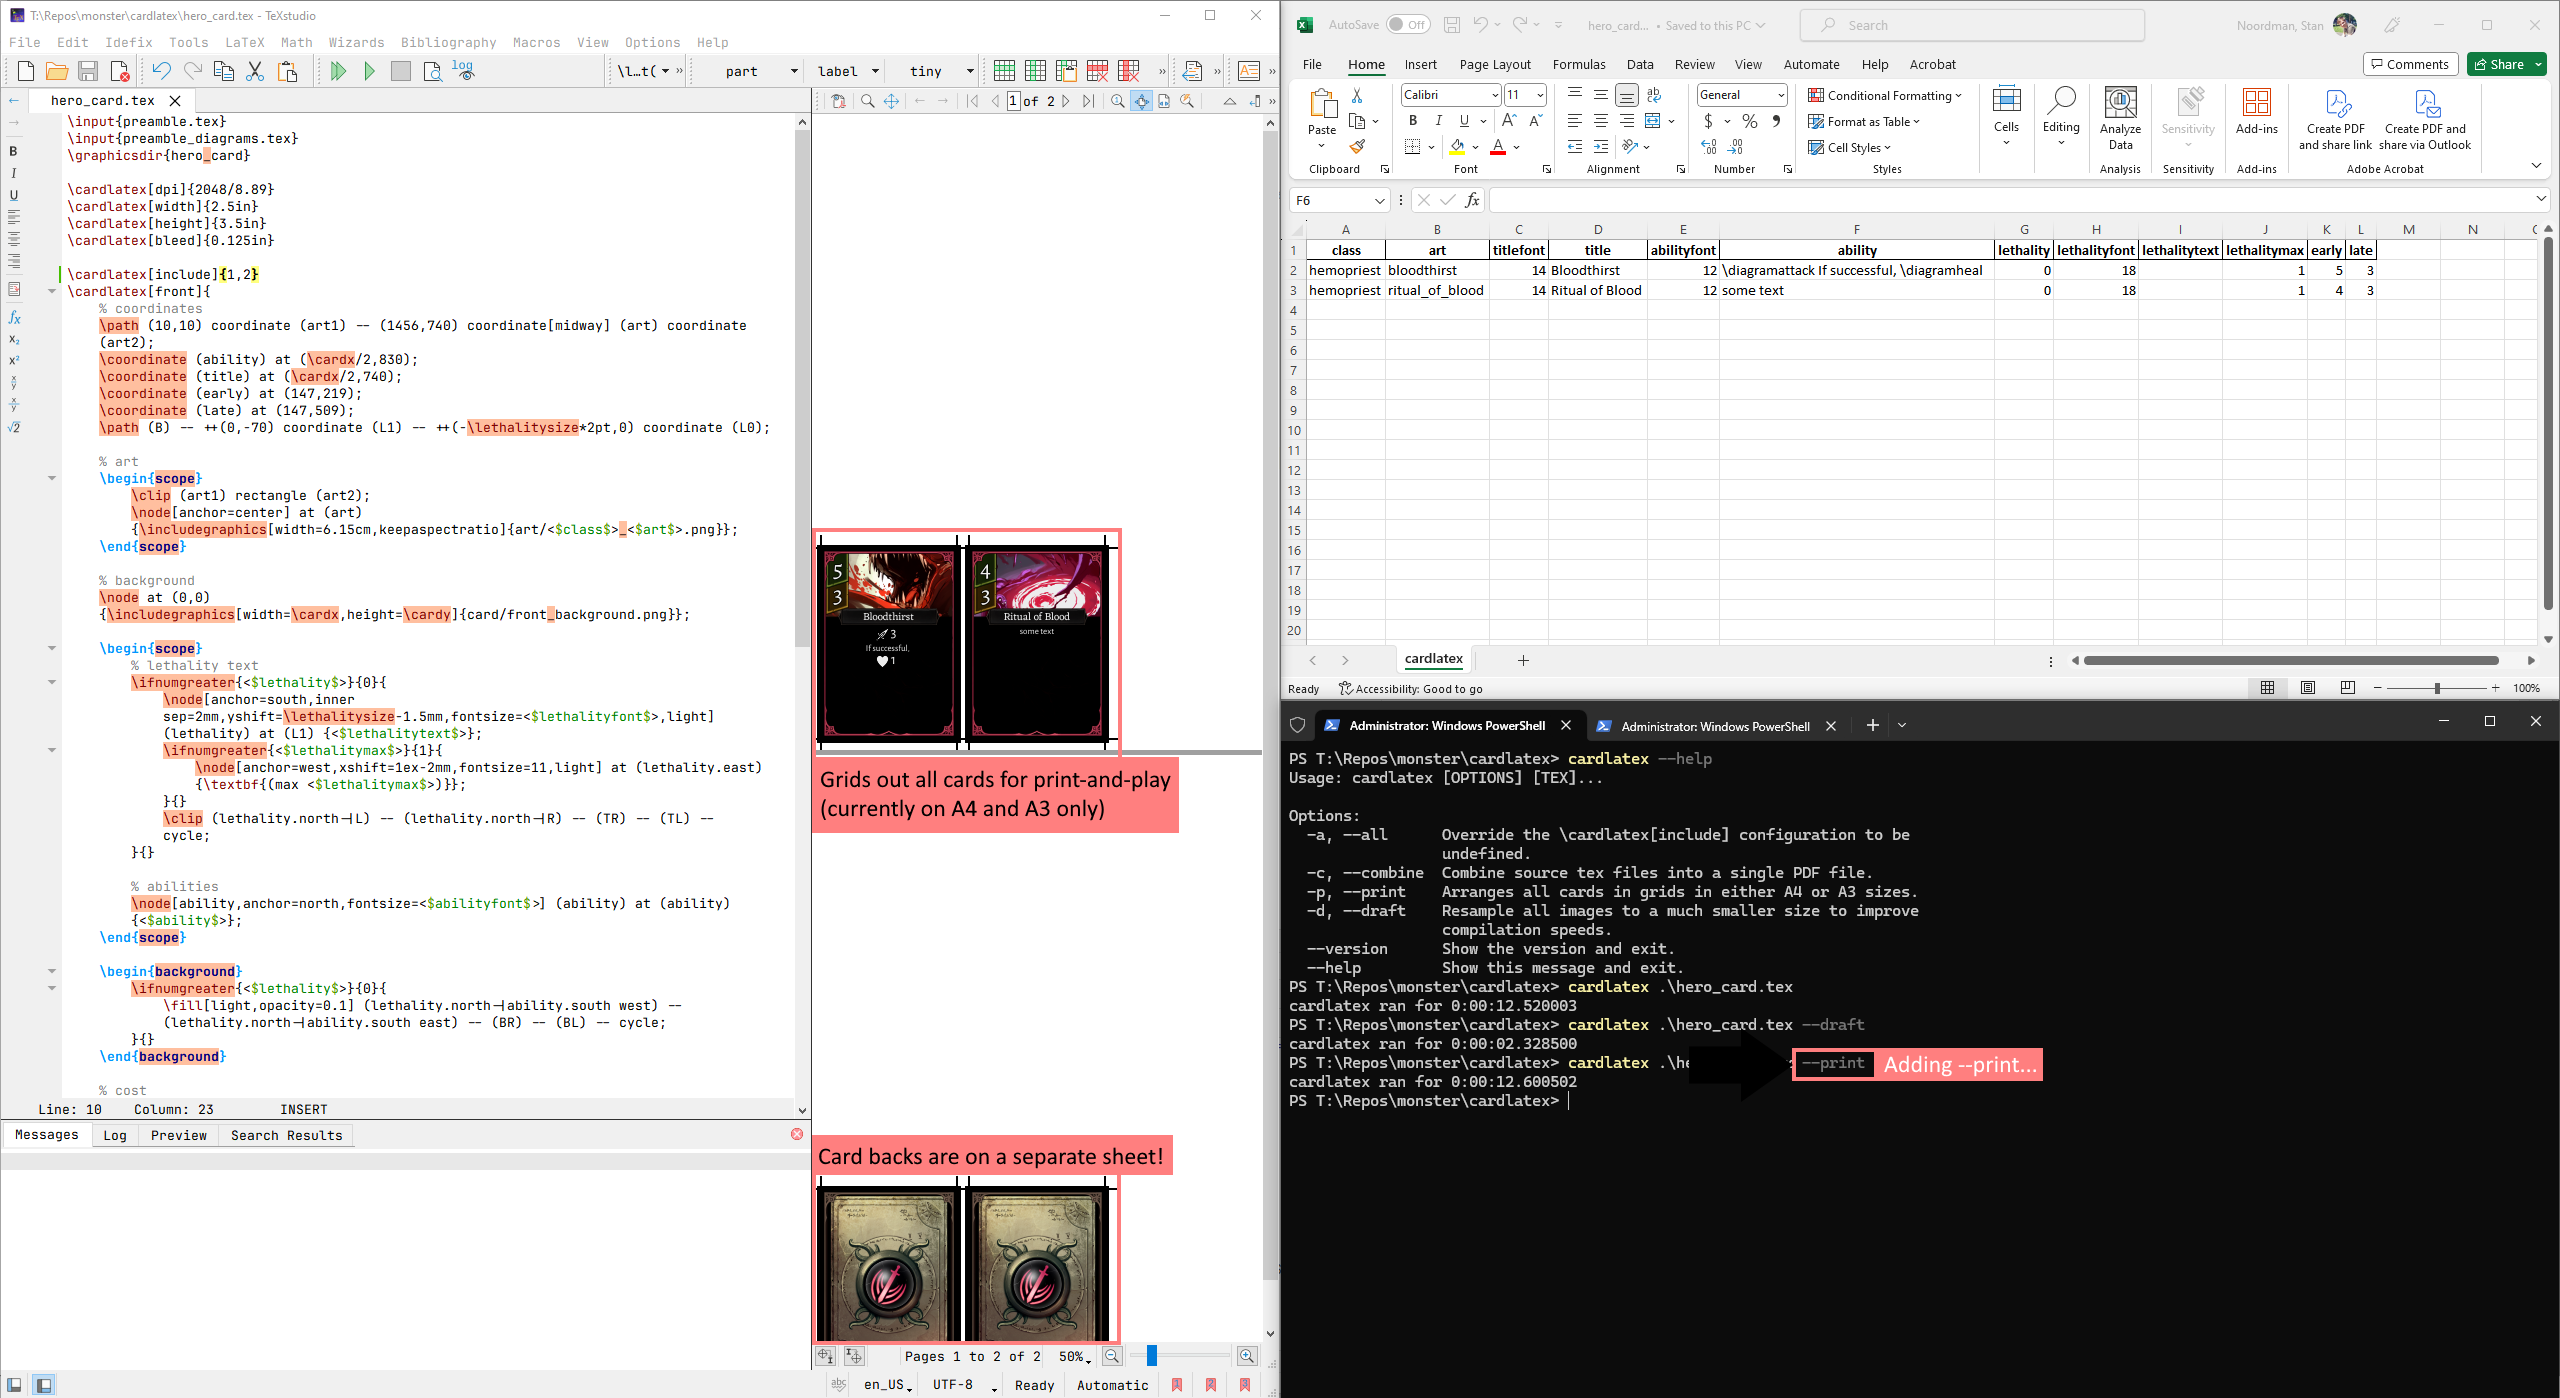 T:\Repos\monster\cardlatex\hero_card.tex - TeXstudio
File Edit Idefix Tools LaTeX Math Wizards Bibliography Macros View Options Help
log
\l...t( part label tiny
hero_card.tex
1 of 2
\input{preamble.tex}
\input{preamble_diagrams.tex}
\graphicsdir{hero_card}
\cardlatex[dpi]{2048/8.89}
\cardlatex[width]{2.5in}
\cardlatex[height]{3.5in}
\cardlatex[bleed]{0.125in}
\cardlatex[include]{1,2}
\cardlatex[front]{
% coordinates
\path (10,10) coordinate (art1) -- (1456,740) coordinate[midway] (art) coordinate
(art2);
\coordinate (ability) at (\cardx/2,830);
\coordinate (title) at (\cardx/2,740);
\coordinate (early) at (147,219);
\coordinate (late) at (147,509);
\path (B) -- ++(0,-70) coordinate (L1) -- ++(-\lethalitysize*2pt,0) coordinate (L0);
% art
\begin{scope}
\clip (art1) rectangle (art2);
\node[anchor=center] at (art)
{\includegraphics[width=6.15cm,keepaspectratio]{art/<$class$>_<$art$>.png}};
\end{scope}
% background
\node at (0,0)
{\includegraphics[width=\cardx,height=\cardy]{card/front_background.png}};
\begin{scope}
% lethality text
\ifnumgreater{<$lethality$>}{0}{
\node[anchor=south,inner
sep=2mm,yshift=\lethalitysize-1.5mm,fontsize=<$lethalityfont$>,light]
(lethality) at (L1) {<$lethalitytext$>};
\ifnumgreater{<$lethalitymax$>}{1}{
\node[anchor=west,xshift=1ex-2mm,fontsize=11,light] at (lethality.east)
{\textbf{(max <$lethalitymax$>)}};
}{}
\clip (lethality.north-|L) -- (lethality.north-|R) -- (TR) -- (TL) --
cycle;
}{}
% abilities
\node[ability,anchor=north,fontsize=<$abilityfont$>] (ability) at (ability)
{<$ability$>};
\end{scope}
\begin{background}
\ifnumgreater{<$lethality$>}{0}{
\fill[light,opacity=0.1] (lethality.north-|ability.south west) --
(lethality.north-|ability.south east) -- (BR) -- (BL) -- cycle;
}{}
\end{background}
% cost
Line: 10 Column: 23 INSERT
Messages Log Preview Search Results
5
3
Bloodthirst
3
If successful,
1
4
3
Ritual of Blood
some text
Grids out all cards for print-and-play
(currently on A4 and A3 only)
Card backs are on a separate sheet!
Pages 1 to 2 of 2 50%
en_US UTF-8 Ready Automatic
AutoSave Off hero_card... • Saved to this PC Search Noordman, Stan
File Home Insert Page Layout Formulas Data Review View Automate Help Acrobat Comments Share
Paste
Clipboard
Calibri 11
B I U
Font
Alignment
General
Number
Conditional Formatting
Format as Table
Cell Styles
Styles
Cells
Editing
Analyze
Data
Analysis
Sensitivity
Sensitivity
Add-ins
Add-ins
Create PDF
and share link
Create PDF and
share via Outlook
Adobe Acrobat
F6 fx
A B C D E F G H I J K L M N
1 class art titlefont title abilityfont ability lethality lethalityfont lethalitytext lethalitymax early late
2 hemopriest bloodthirst 14 Bloodthirst 12 \diagramattack If successful, \diagramheal 0 18 1 5 3
3 hemopriest ritual_of_blood 14 Ritual of Blood 12 some text 0 18 1 4 3
4
5
6
7
8
9
10
11
12
13
14
15
16
17
18
19
20
cardlatex
Ready Accessibility: Good to go 100%
Administrator: Windows PowerShell Administrator: Windows PowerShell
PS T:\Repos\monster\cardlatex> cardlatex --help
Usage: cardlatex [OPTIONS] [TEX]...
Options:
-a, --all Override the \cardlatex[include] configuration to be
undefined.
-c, --combine Combine source tex files into a single PDF file.
-p, --print Arranges all cards in grids in either A4 or A3 sizes.
-d, --draft Resample all images to a much smaller size to improve
compilation speeds.
--version Show the version and exit.
--help Show this message and exit.
PS T:\Repos\monster\cardlatex> cardlatex .\hero_card.tex
cardlatex ran for 0:00:12.520003
PS T:\Repos\monster\cardlatex> cardlatex .\hero_card.tex --draft
cardlatex ran for 0:00:02.328500
PS T:\Repos\monster\cardlatex> cardlatex .\he --print Adding --print...
cardlatex ran for 0:00:12.600502
PS T:\Repos\monster\cardlatex>